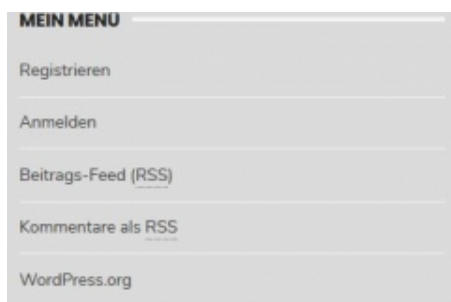 MEIN MENÜ
Registrieren
Anmelden
Beitrags-Feed (RSS)
Kommentare als RSS
WordPress.org